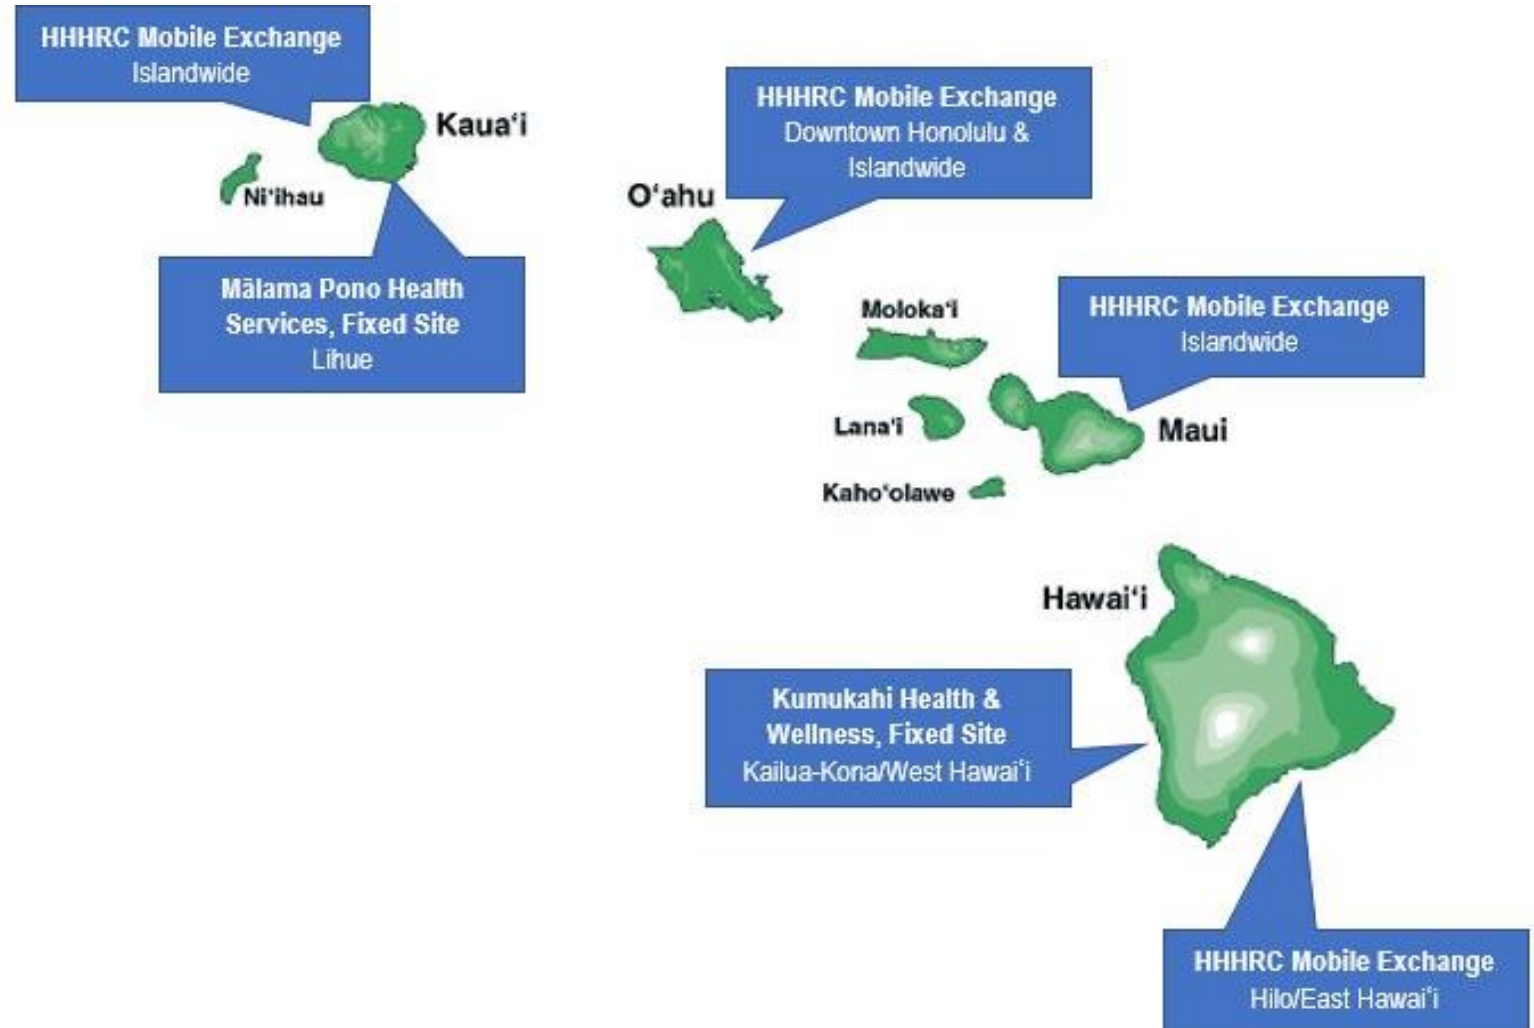 HHHRC Mobile Exchange
Islandwide
Kaua‘i
Ni‘ihau
Mālama Pono Health
Services, Fixed Site
Lihue
HHHRC Mobile Exchange
Downtown Honolulu &
Islandwide
O‘ahu
Moloka‘i
HHHRC Mobile Exchange
Islandwide
Lana‘i
Maui
Kaho‘olawe
Hawai‘i
Kumukahi Health &
Wellness, Fixed Site
Kailua-Kona/West Hawai‘i
HHHRC Mobile Exchange
Hilo/East Hawai‘i